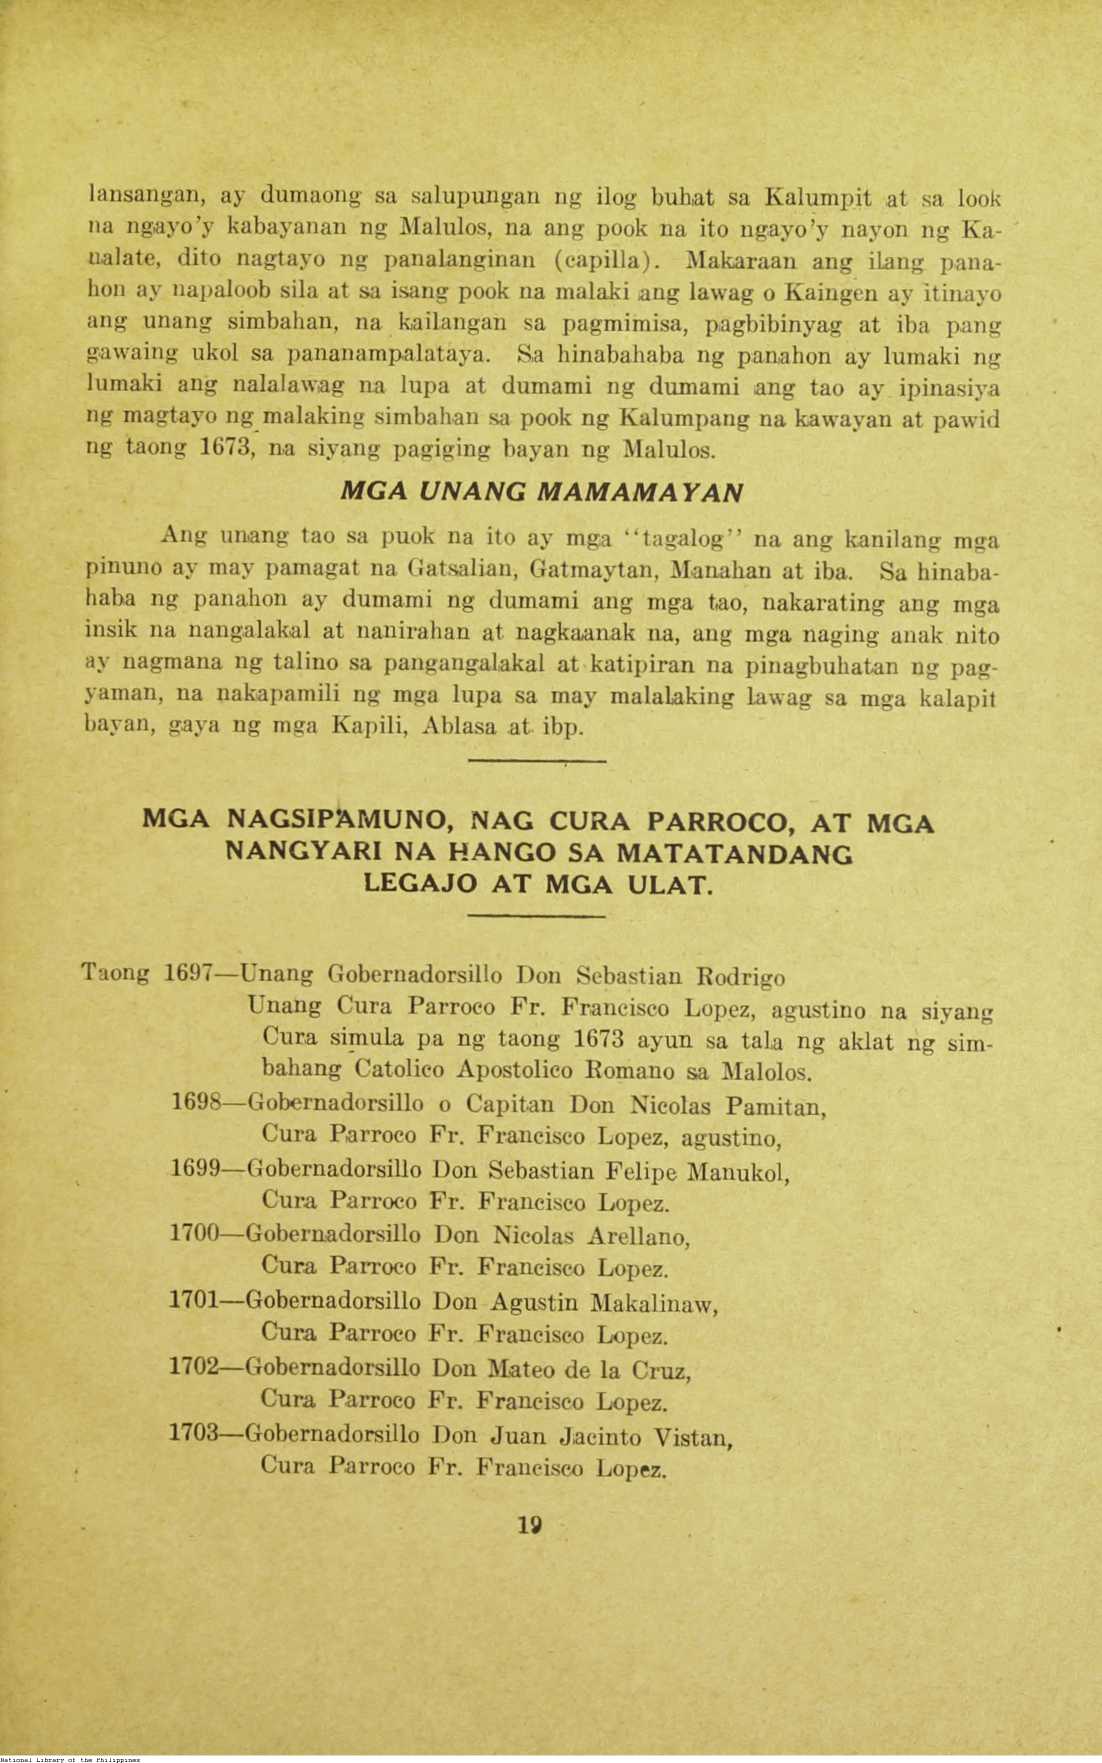 lansangan, ay dumaong sa salupungan ng ilog buhat sa Kalumpit at sa look
na ngayo'y kabayanan ng Malulos, na ang pook na ito ngayo'y nayon ng Ka-
nalate, dito nagtayo ng panalanginan (capilla). Makaraan ang ilang pana-
hon ay napaloob sila at sa isang pook na malaki ang lawag o Kaingen ay itinayo
ang unang simbahan, na kailangan sa pagmimisa, pagbibinyag at iba pang
gawaing ukol sa pananampalataya. Sa hinabahaba ng panahon ay lumaki ng
lumaki ang nalalawag na lupa at dumami ng dumami ang tao ay ipinasiya
ng magtayo ng malaking simbahan sa pook ng Kalumpang na kawayan at pawid
ng taong 1673, na siyang pagiging bayan ng Malulos.
MGA UNANG MAMAMAYAN
Ang unang tao sa puok na ito ay mga "tagalog" na ang kanilang mga
pinuno ay may pamagat na Gatsalian, Gatmaytan, Manahan at iba. Sa hinaba-
haba ng panahon ay dumami ng dumami ang mga tao, nakarating ang mga
insik na nangalakal at nanirahan at nagkaanak na, ang mga naging anak nito
ay nagmana ng talino sa pangangalakal at katipiran na pinagbuhatan ng pag-
yaman, na nakapamili ng mga lupa sa may malalaking lawag sa mga kalapit
bayan, gaya ng mga Kapili, Ablasa at ibp.
MGA NAGSIPAMUNO, NAG CURA PARROCO, AT MGA
NANGYARI NA HANGO SA MATATANDANG
LEGAJO AT MGA ULAT.
Taong 1697—Unang Gobernadorsillo Don Sebastian Rodrigo
Unang Cura Parroco Fr. Francisco Lopez, agustino na siyang
Cura simula pa ng taong 1673 ayun sa tala ng aklat ng sim-
bahang Catolico Apostolico Romano sa Malolos.
1698—Gobernadorsillo o Capitan Don Nicolas Pamitan,
Cura Parroco Fr. Francisco Lopez, agustino,
1699—Gobernadorsillo Don Sebastian Felipe Manukol,
Cura Parroco Fr. Francisco Lopez.
1700—Gobernadorsillo Don Nicolas Arellano,
Cura Parroco Fr. Francisco Lopez.
1701—Gobernadorsillo Don Agustin Makalinaw,
Cura Parroco Fr. Francisco Lopez.
1702—Gobernadorsillo Don Mateo de la Cruz,
Cura Parroco Fr. Francisco Lopez.
1703—Gobernadorsillo Don Juan Jacinto Vistan,
Cura Parroco Fr. Francisco Lopez.
19
National Library of the Philippines